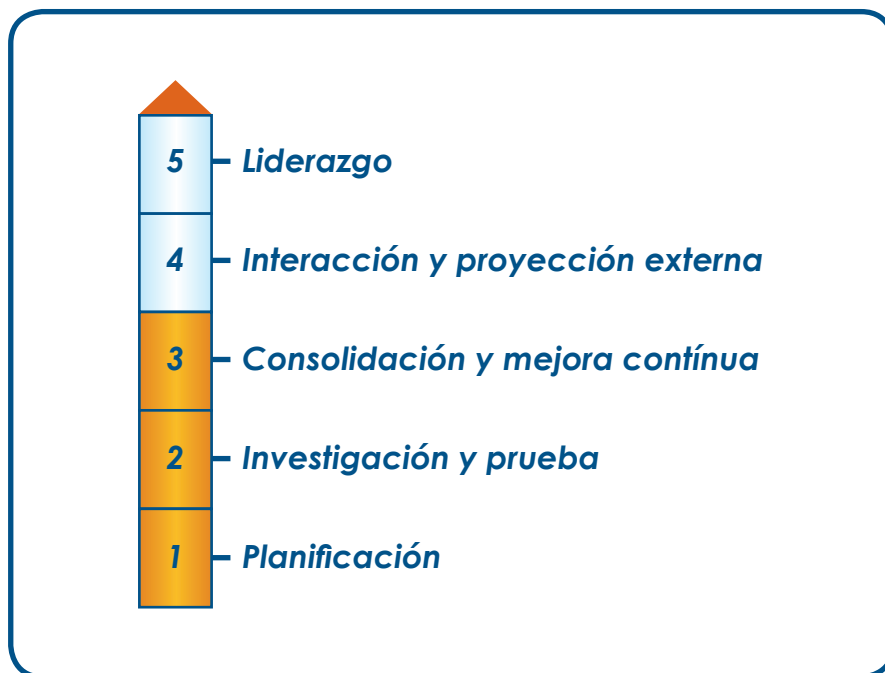 5 Liderazgo
4 Interacción y proyección externa
3 Consolidación y mejora contínua
2 Investigación y prueba
1 Planificación